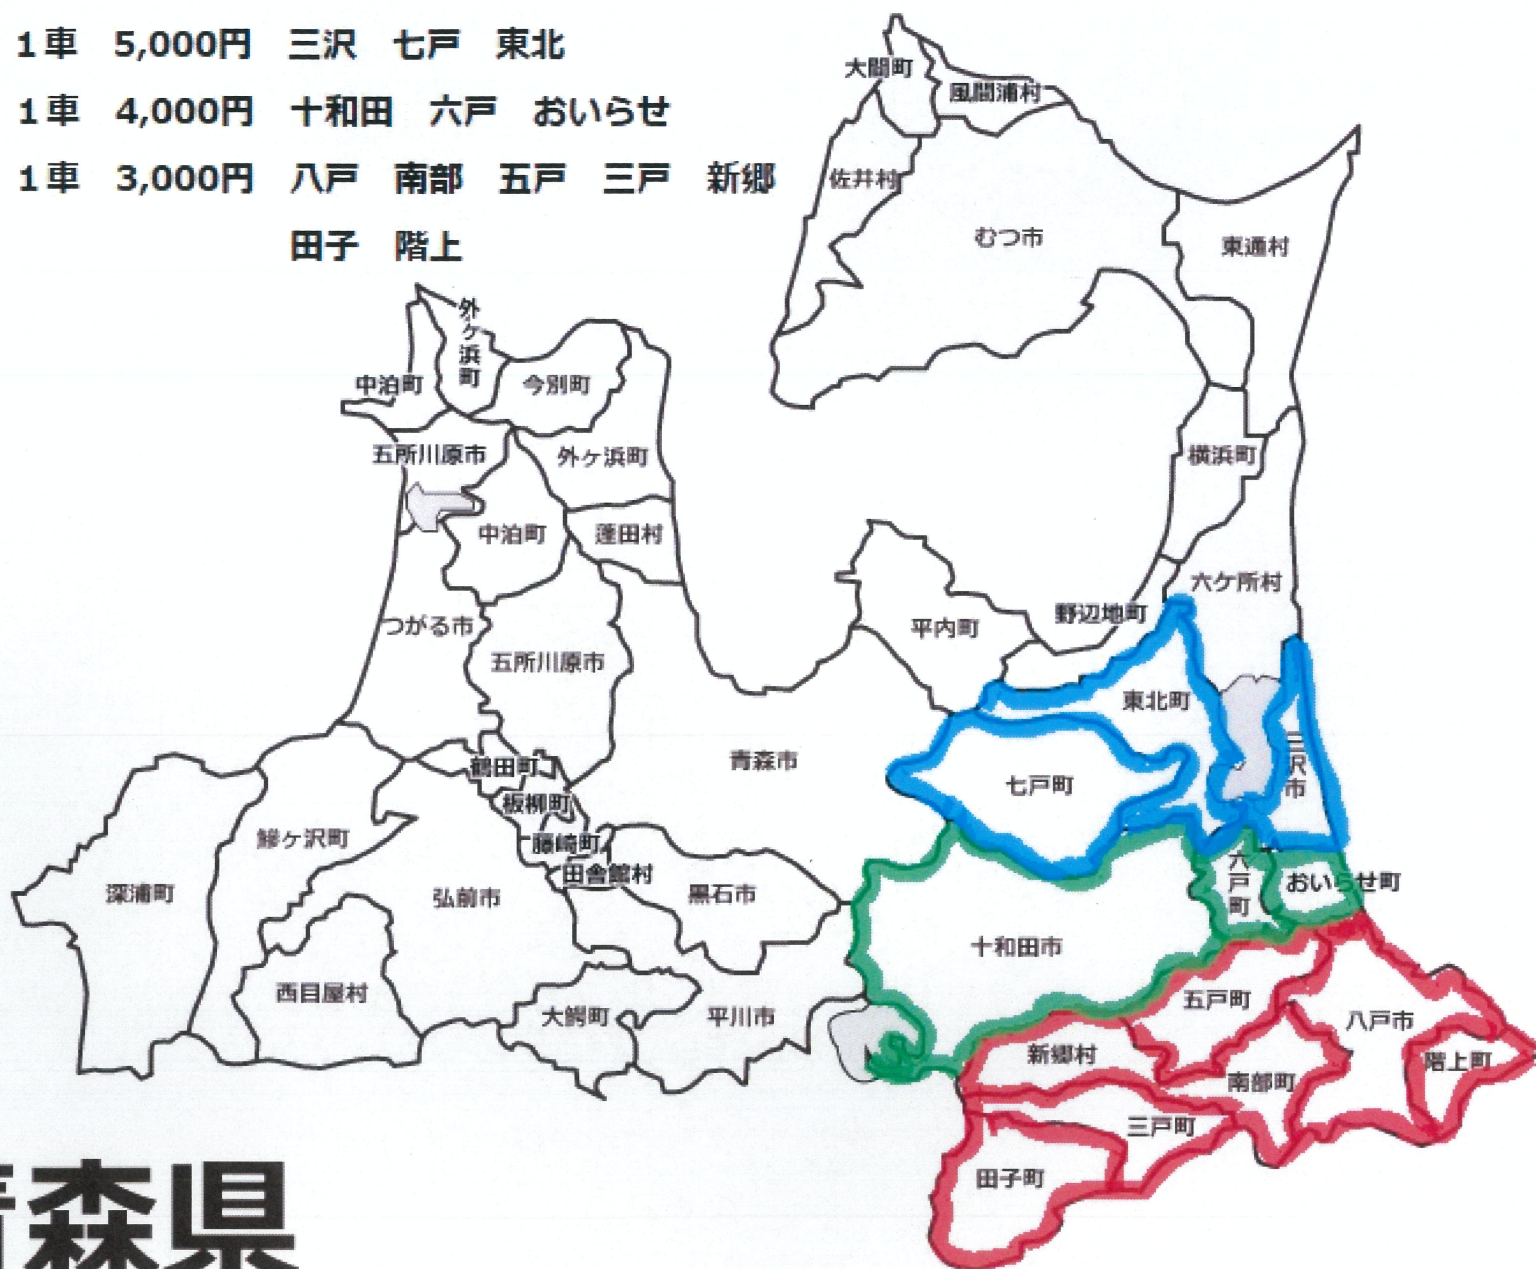 1車　5,000円　三沢　七戸　東北
1車　4,000円　十和田　六戸　おいらせ
1車　3,000円　八戸　南部　五戸　三戸　新郷
田子　階上
大間町
風間浦村
佐井村
むつ市
東通村
外ヶ浜町
中泊町
今別町
五所川原市
外ヶ浜町
横浜町
中泊町
蓬田村
六ケ所村
つがる市
五所川原市
平内町
野辺地町
東北町
三沢市
青森市
七戸町
鶴田町
板柳町
藤崎町
田舎館村
鰺ヶ沢町
深浦町
弘前市
黒石市
六戸町
おいらせ町
十和田市
西目屋村
大鰐町
平川市
五戸町
八戸市
新郷村
南部町
階上町
三戸町
田子町
青森県